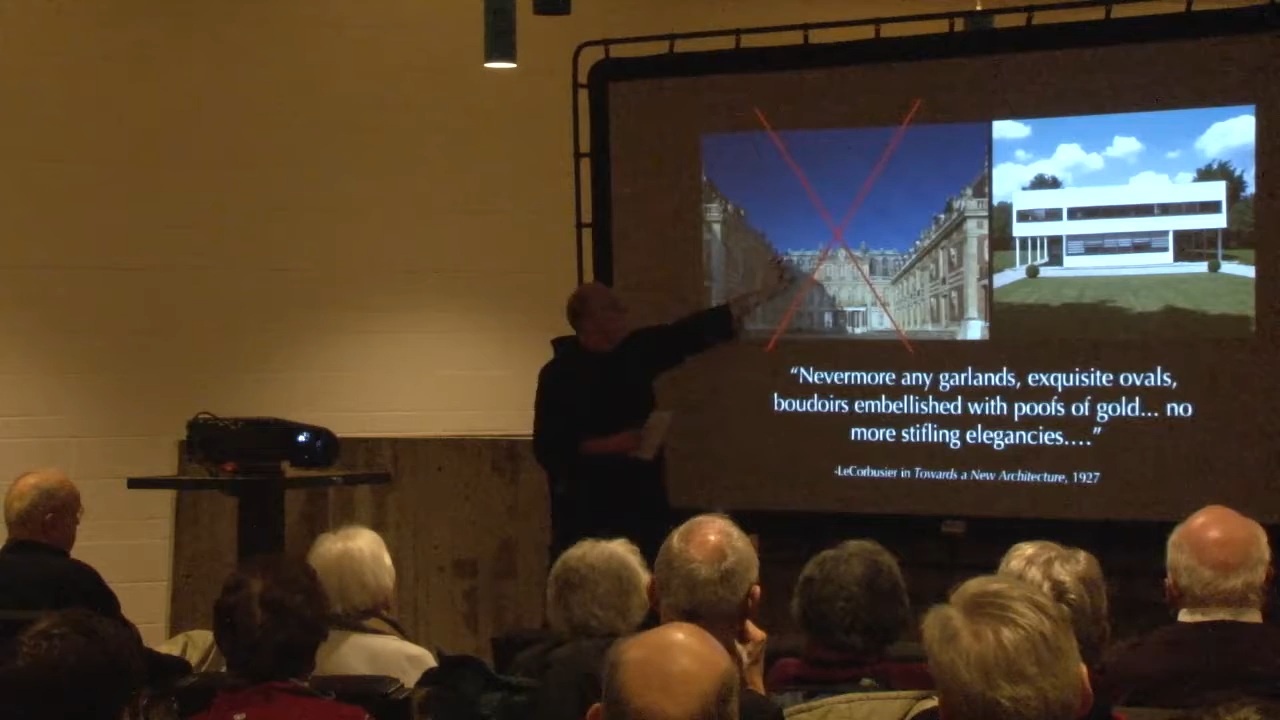 “Nevermore any garlands, exquisite ovals,
boudoirs embellished with poofs of gold... no
more stifling elegancies....”
-LeCorbusier in Towards a New Architecture, 1927